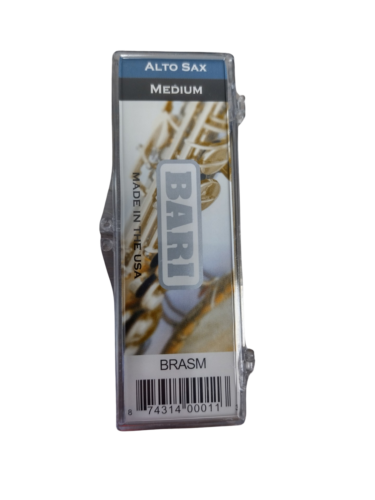 ALTO SAX
MEDIUM
BARI
MADE IN THE USA
BRASM
8 74314 00011